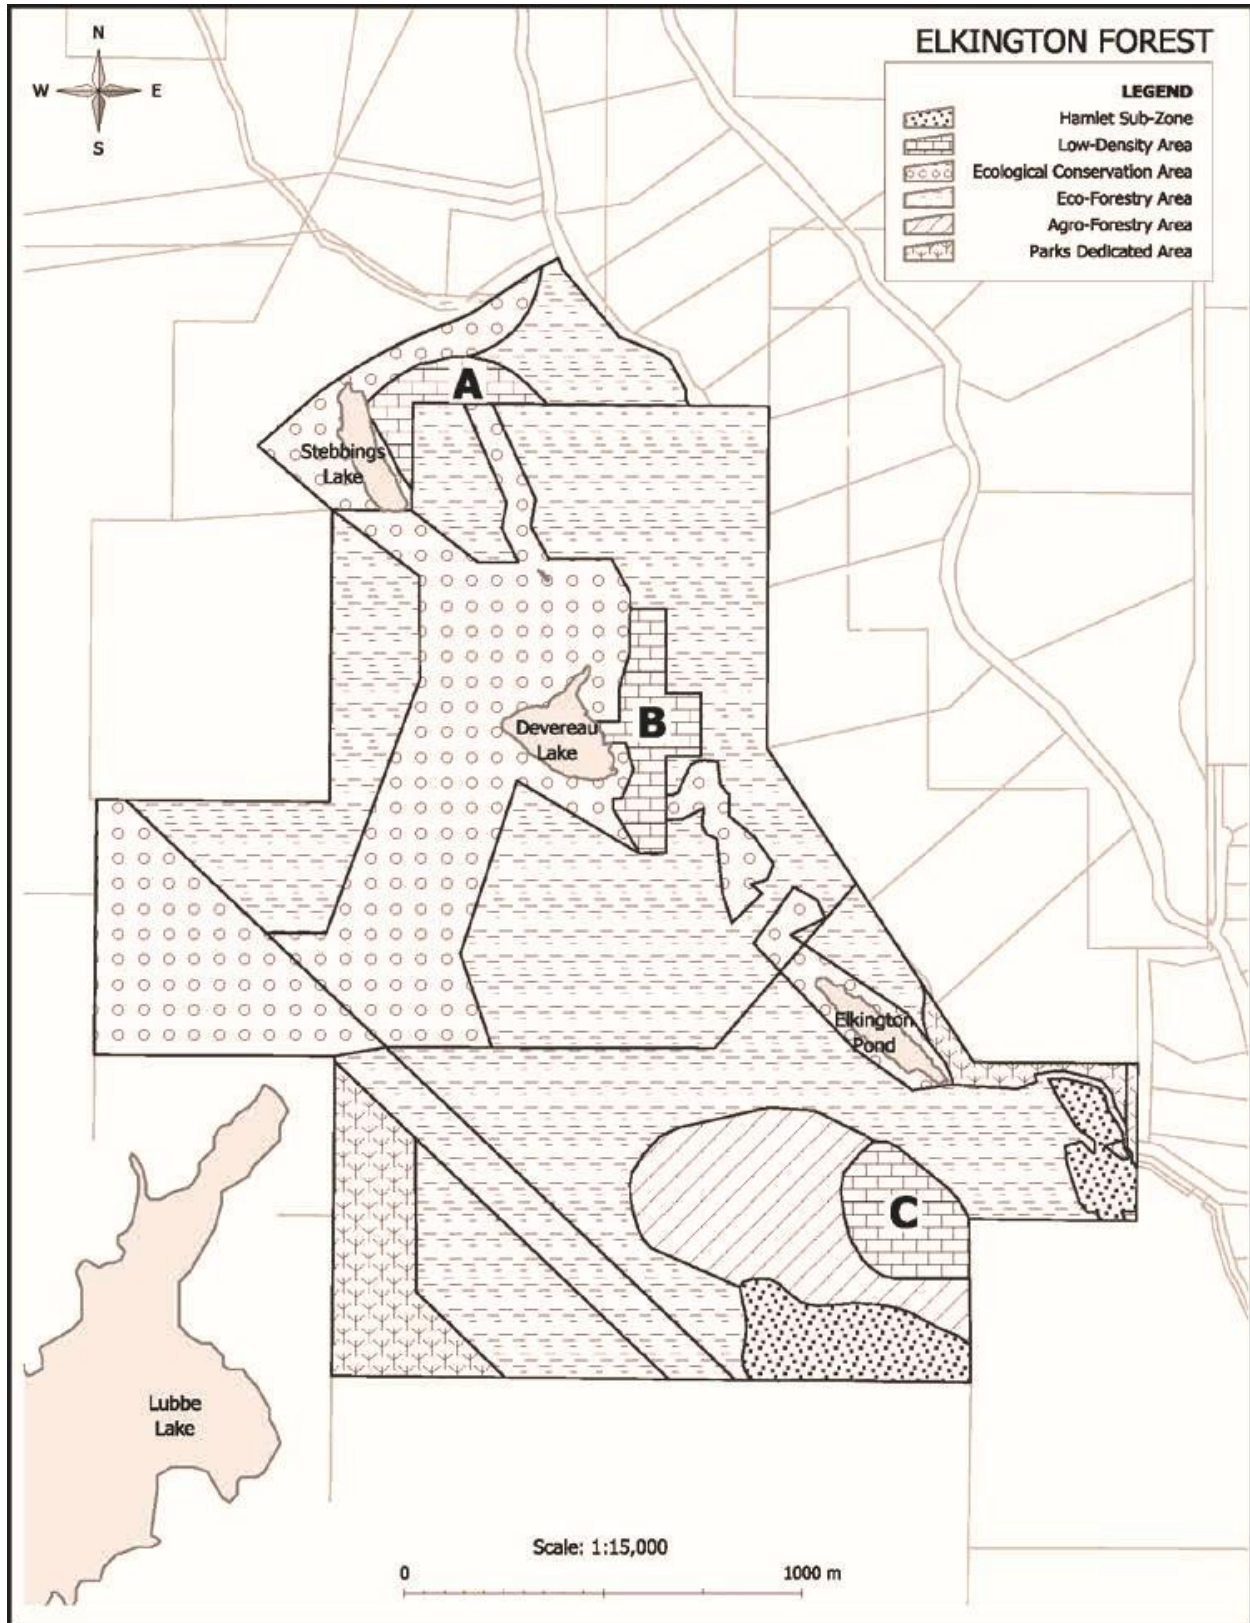 ELKINGTON FOREST
N
W E
S
LEGEND
Hamlet Sub-Zone
Low-Density Area
Ecological Conservation Area
Eco-Forestry Area
Agro-Forestry Area
Parks Dedicated Area
A
Stebbings
Lake
B
Devereau
Lake
Elkington
Pond
C
Lubbe
Lake
Scale: 1:15,000
0 1000 m